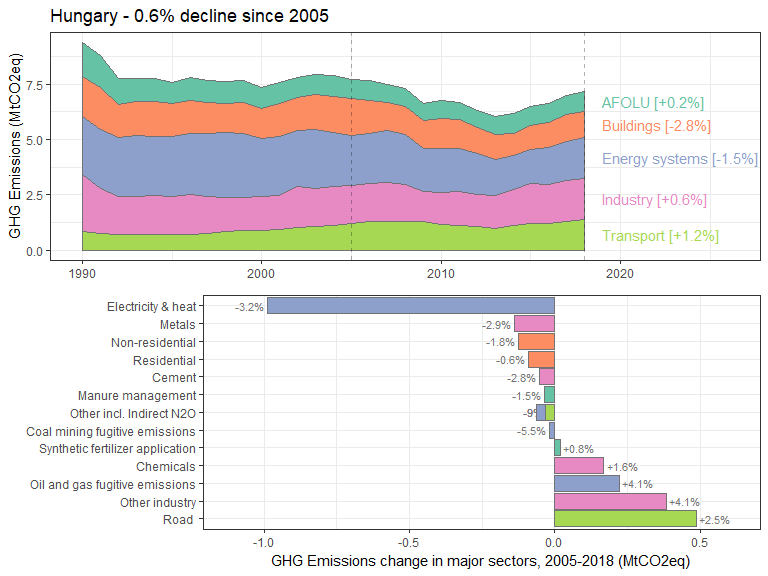 Hungary - 0.6% decline since 2005
GHG Emissions (MtCO2eq)
7.5
5.0
2.5
0.0
AFOLU [+0.2%]
Buildings [-2.8%]
Energy systems [-1.5%]
Industry [+0.6%]
Transport [+1.2%]
1990 2000 2010 2020
Electricity & heat -3.2%
Metals -2.9%
Non-residential -1.8%
Residential -0.6%
Cement -2.8%
Manure management -1.5%
Other incl. Indirect N2O
Coal mining fugitive emissions -5.5%
Synthetic fertilizer application +0.8%
Chemicals +1.6%
Oil and gas fugitive emissions +4.1%
Other industry +4.1%
Road +2.5%
-1.0 -0.5 0.0 0.5
GHG Emissions change in major sectors, 2005-2018 (MtCO2eq)